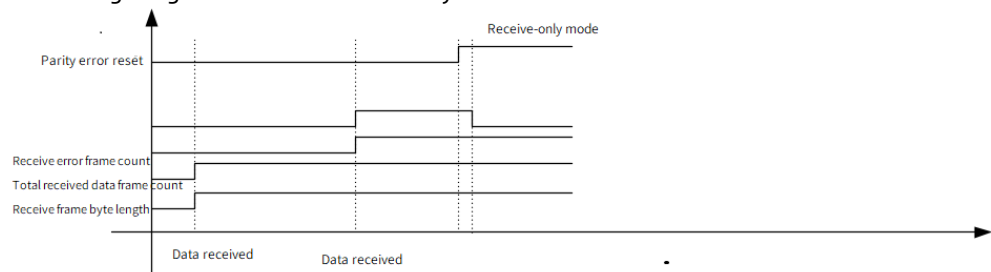 Receive-only mode
Parity error reset
Receive error frame count
Total received data frame count
Receive frame byte length
Data received
Data received